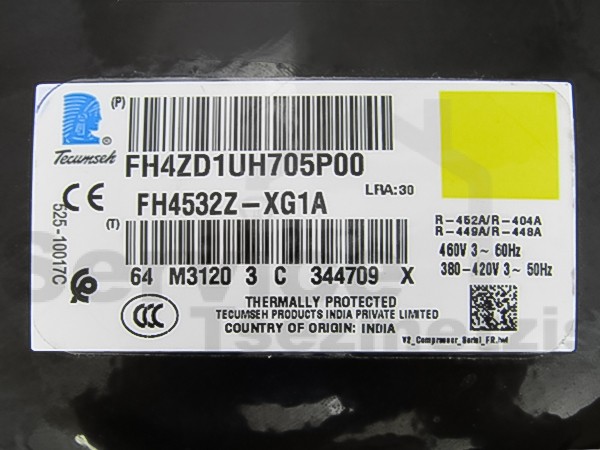 (P)
Tecumseh
FH4ZD1UH705P00
LRA:30
CE
FH4532Z-XG1A
(E)
525-10017C
64 M3120 3 C 344709 X
R-452A/R-404A
R-449A/R-448A
460V 3~ 60Hz
380-420V 3~ 50Hz
CCC
THERMALLY PROTECTED
TECUMSEH PRODUCTS INDIA PRIVATE LIMITED
COUNTRY OF ORIGIN: INDIA
V2_Compressor_Serial_FR.lwl